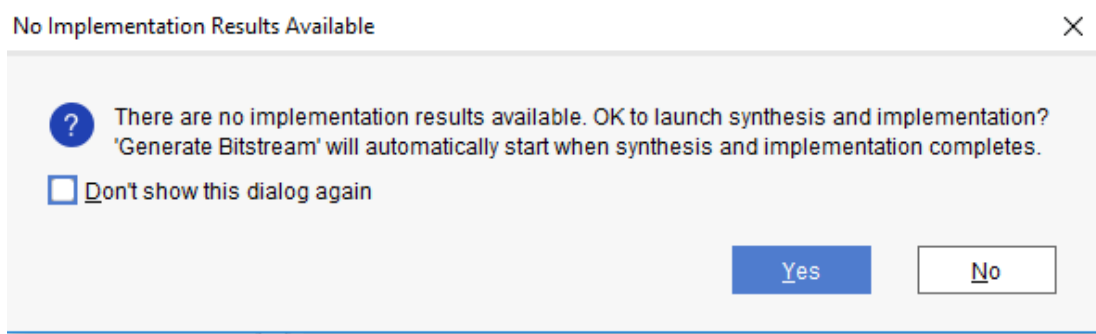 No Implementation Results Available
?
There are no implementation results available. OK to launch synthesis and implementation?
'Generate Bitstream' will automatically start when synthesis and implementation completes.
Don't show this dialog again
Yes
No